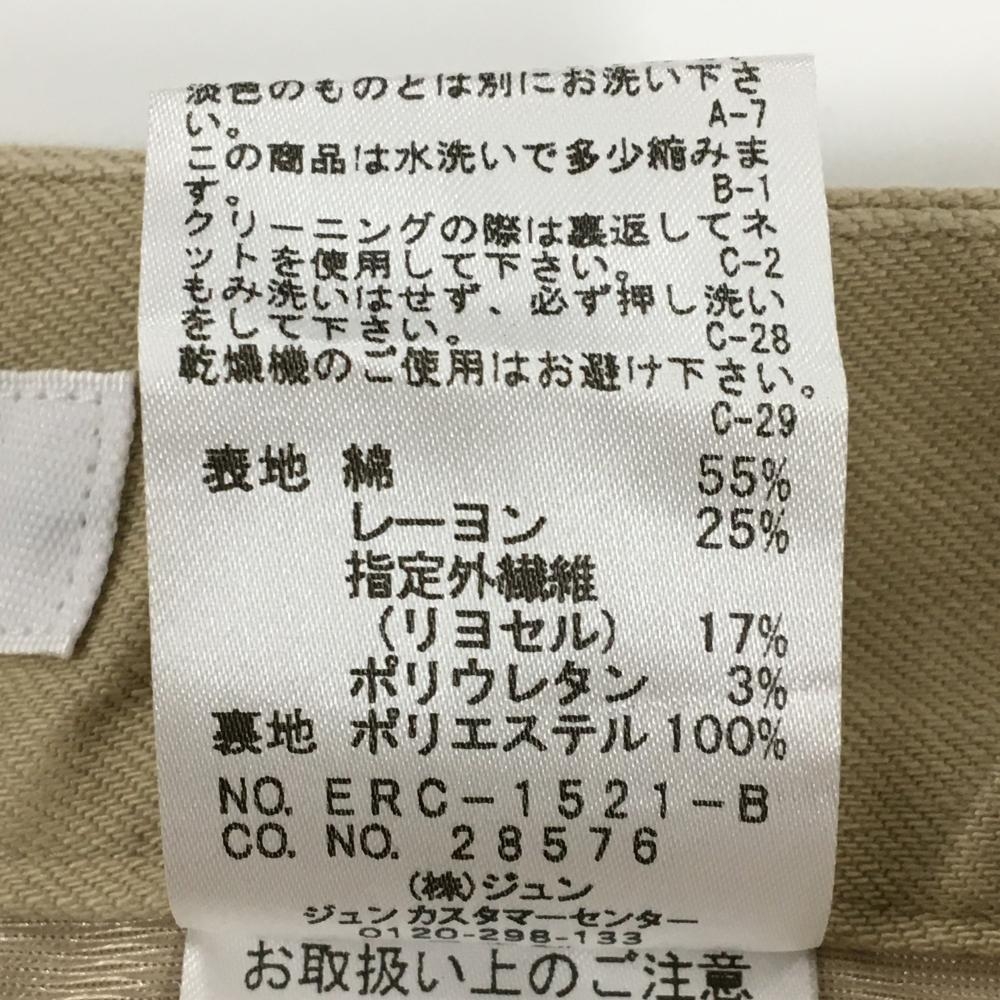 淡色のものとは別にお洗い下さ
い。 A-7
この商品は水洗いで多少縮みま
す。 B-1
クリーニングの際は裏返してネ
ットを使用して下さい。 C-2
もみ洗いはせず、必ず押し洗い
をして下さい。 C-28
乾燥機のご使用はお避け下さい。
C-29
表地 綿 55%
レーヨン 25%
指定外繊維
(リヨセル) 17%
ポリウレタン 3%
裏地 ポリエステル 100%
NO. ERC-1521-B
CO. NO. 28576
(株)ジュン
ジュン カスタマーセンター
0120-298-133
お取扱い上のご注意